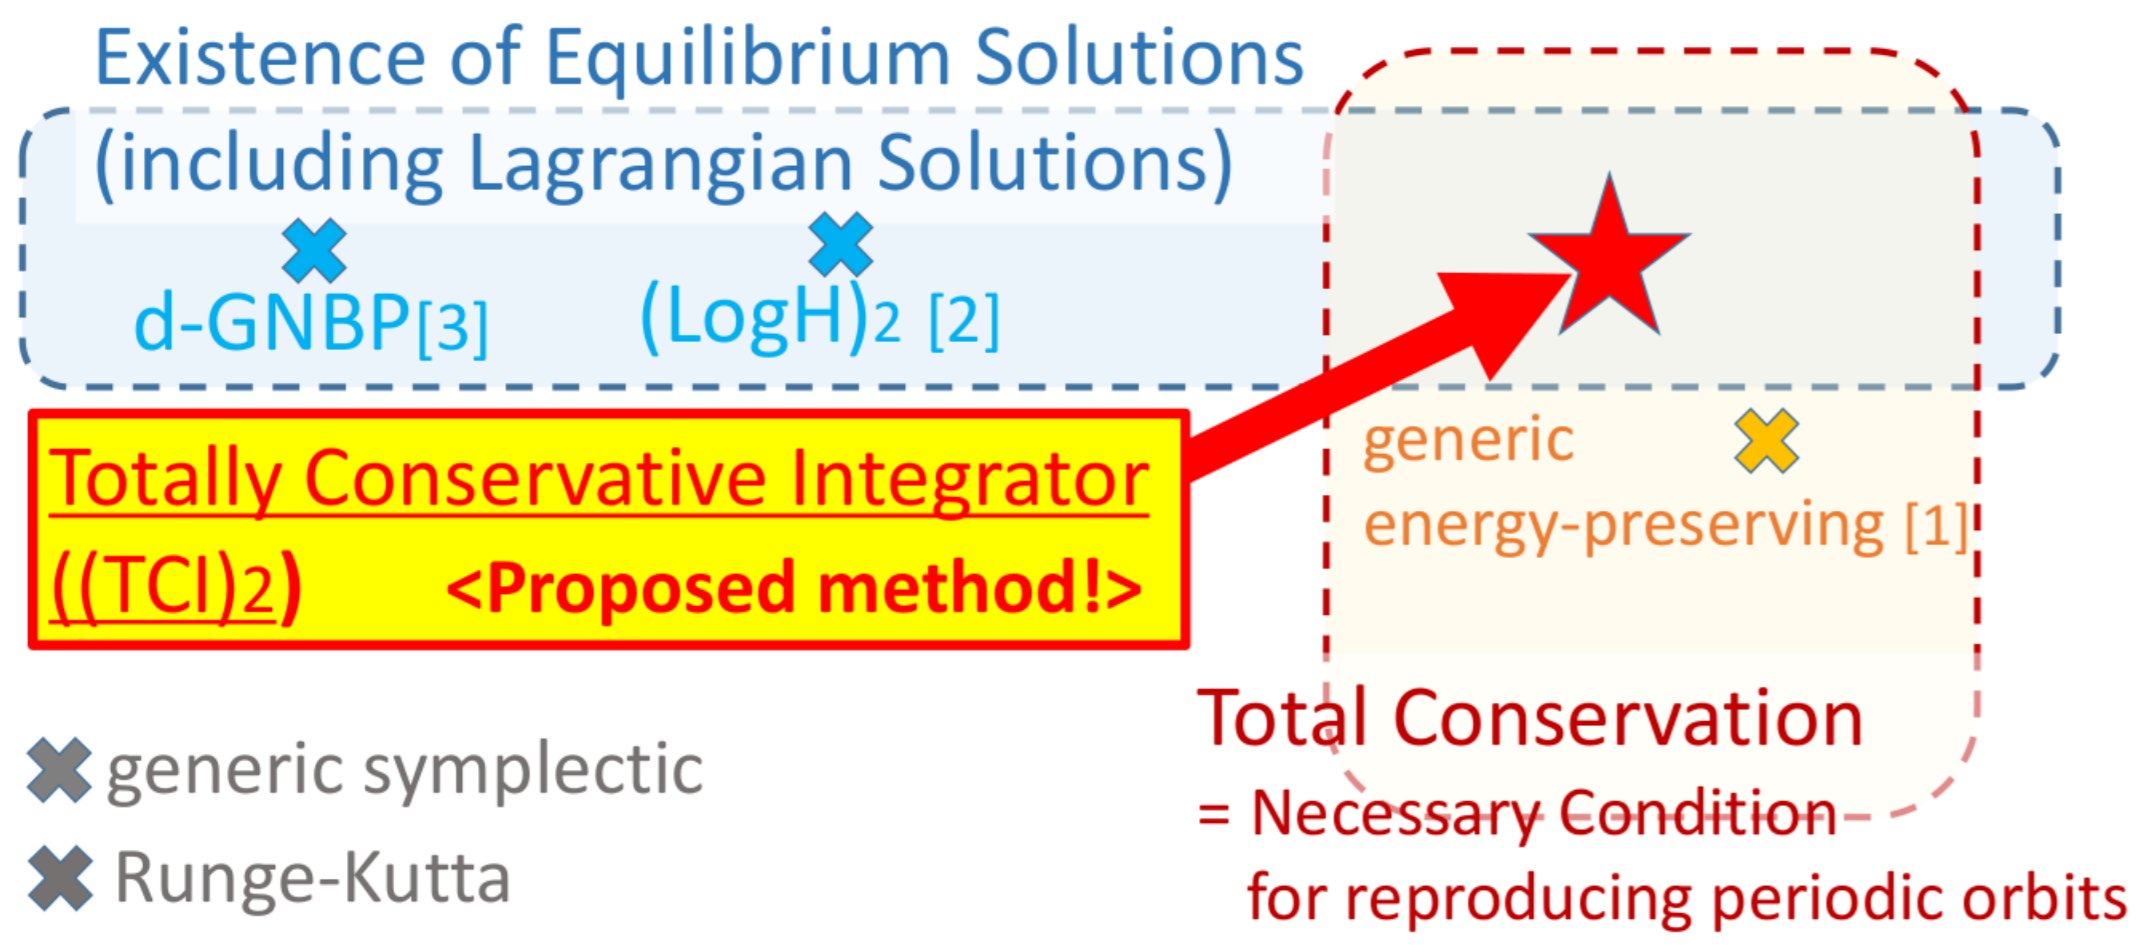 Existence of Equilibrium Solutions
(including Lagrangian Solutions)
d-GNBP[3]
(LogH)2 [2]
generic
energy-preserving [1]
Totally Conservative Integrator
((TCI)2) <Proposed method!>
Total Conservation
= Necessary Condition
for reproducing periodic orbits
generic symplectic
Runge-Kutta